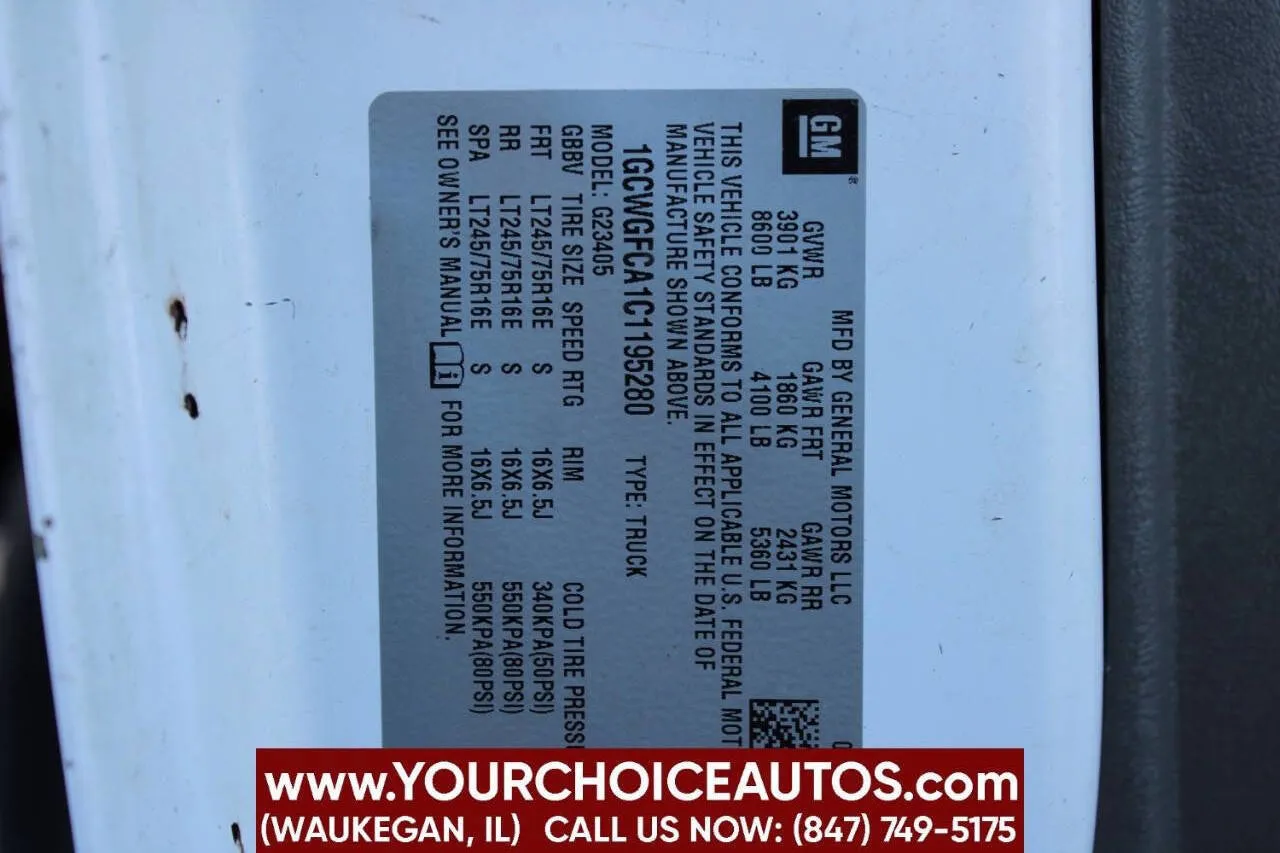 GM
®
MFD BY GENERAL MOTORS LLC
GVWR GAWR FRT GAWR RR
3901 KG 1860 KG 2431 KG
8600 LB 4100 LB 5360 LB
THIS VEHICLE CONFORMS TO ALL APPLICABLE U.S. FEDERAL MOT
VEHICLE SAFETY STANDARDS IN EFFECT ON THE DATE OF
MANUFACTURE SHOWN ABOVE.
1GCWGFCA1C1195280 TYPE: TRUCK
MODEL: G23405
GBBV TIRE SIZE SPEED RTG RIM COLD TIRE PRESSU
FRT LT245/75R16E S 16X6.5J 340KPA(50PSI)
RR LT245/75R16E S 16X6.5J 550KPA(80PSI)
SPA LT245/75R16E S 16X6.5J 550KPA(80PSI)
SEE OWNER'S MANUAL i FOR MORE INFORMATION.
www.YOURCHOICEAUTOS.com
(WAUKEGAN, IL) CALL US NOW: (847) 749-5175